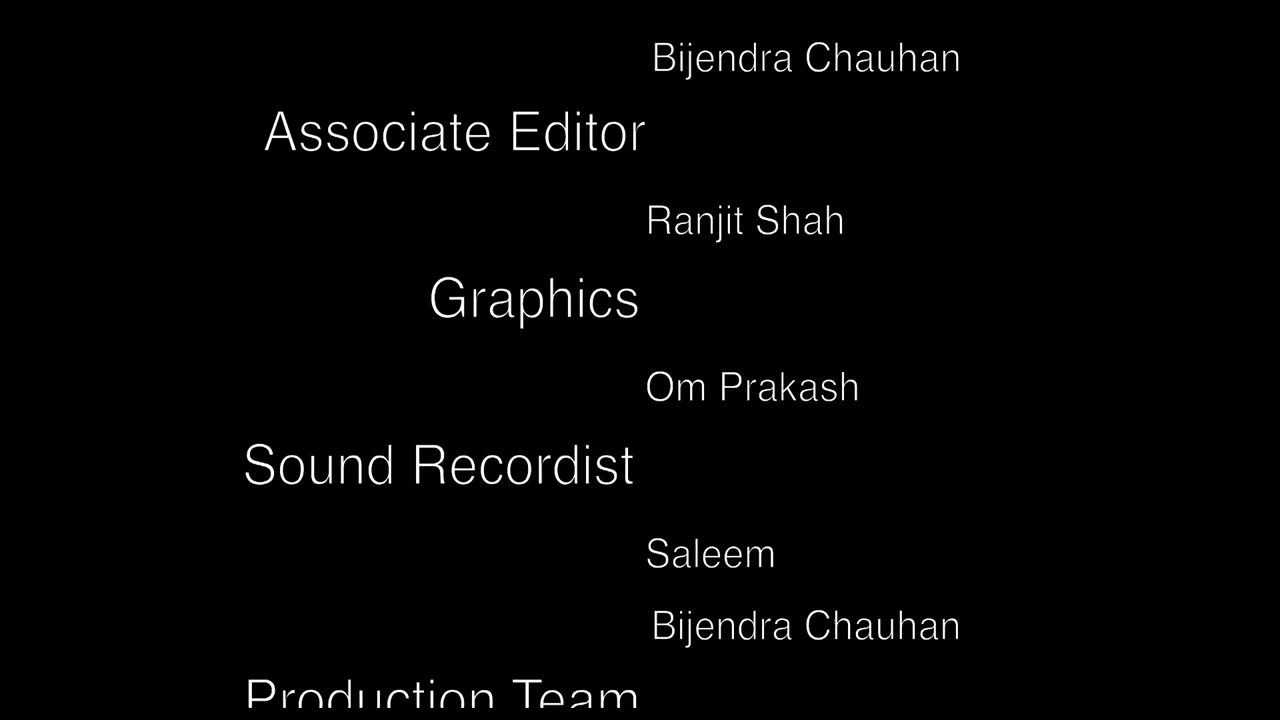 Bijendra Chauhan
Associate Editor
Ranjit Shah
Graphics
Om Prakash
Sound Recordist
Saleem
Bijendra Chauhan
Production Team